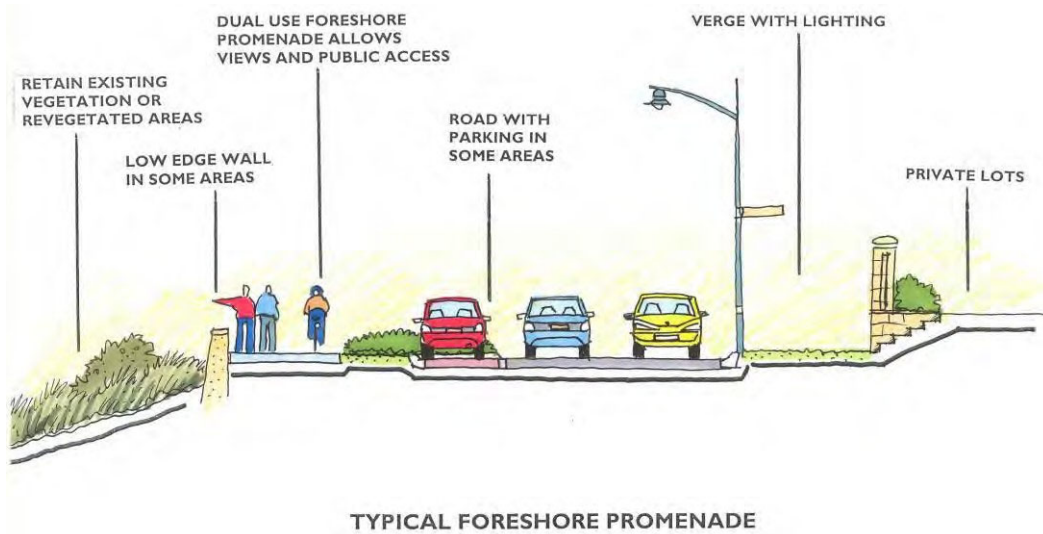 DUAL USE FORESHORE
PROMENADE ALLOWS
VIEWS AND PUBLIC ACCESS
VERGE WITH LIGHTING
RETAIN EXISTING
VEGETATION OR
REVEGETATED AREAS
LOW EDGE WALL
IN SOME AREAS
ROAD WITH
PARKING IN
SOME AREAS
PRIVATE LOTS
TYPICAL FORESHORE PROMENADE